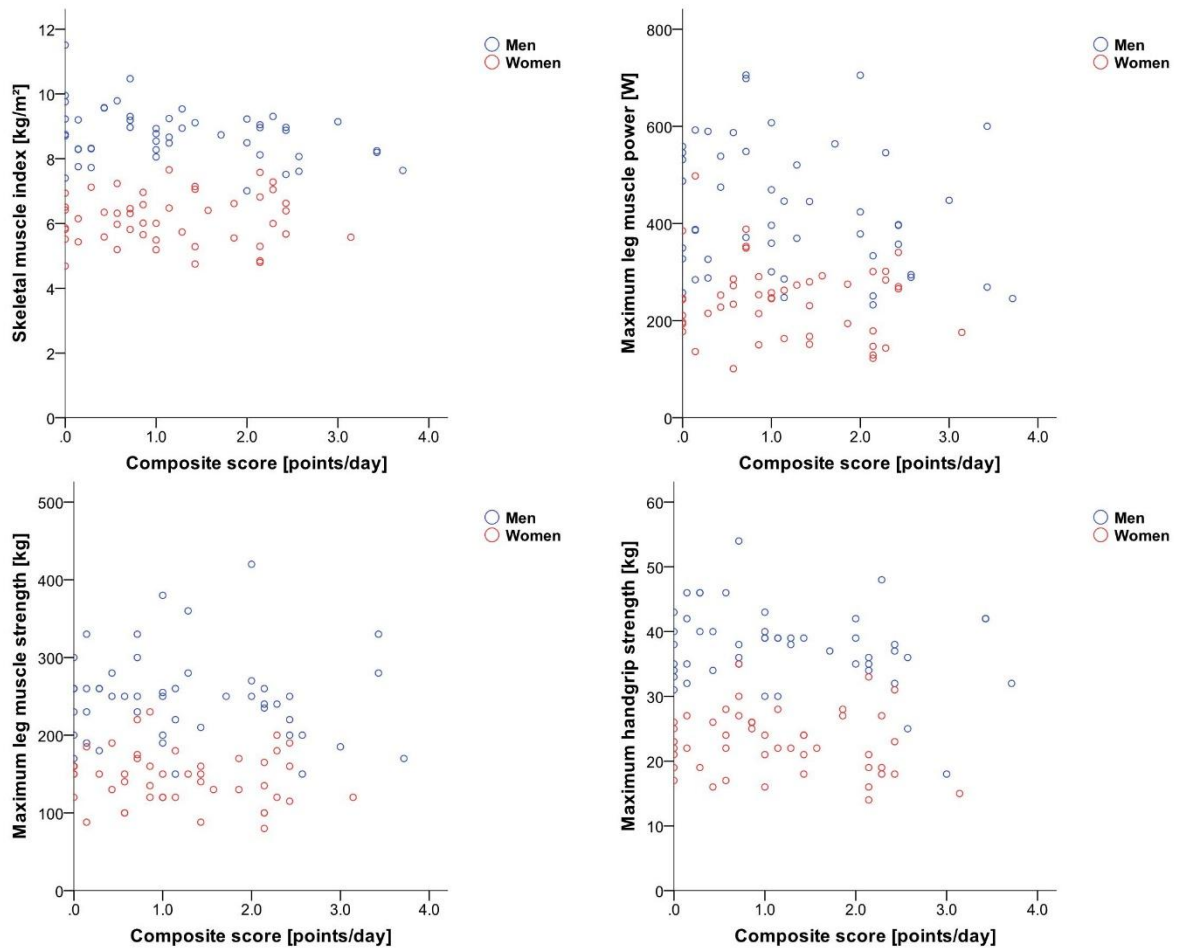 12
10
8
6
4
2
0
Skeletal muscle index [kg/m²]
.0 1.0 2.0 3.0 4.0
Composite score [points/day]
Men
Women
800
600
400
200
0
Maximum leg muscle power [W]
.0 1.0 2.0 3.0 4.0
Composite score [points/day]
Men
Women
500
400
300
200
100
0
Maximum leg muscle strength [kg]
.0 1.0 2.0 3.0 4.0
Composite score [points/day]
Men
Women
60
50
40
30
20
10
0
Maximum handgrip strength [kg]
.0 1.0 2.0 3.0 4.0
Composite score [points/day]
Men
Women